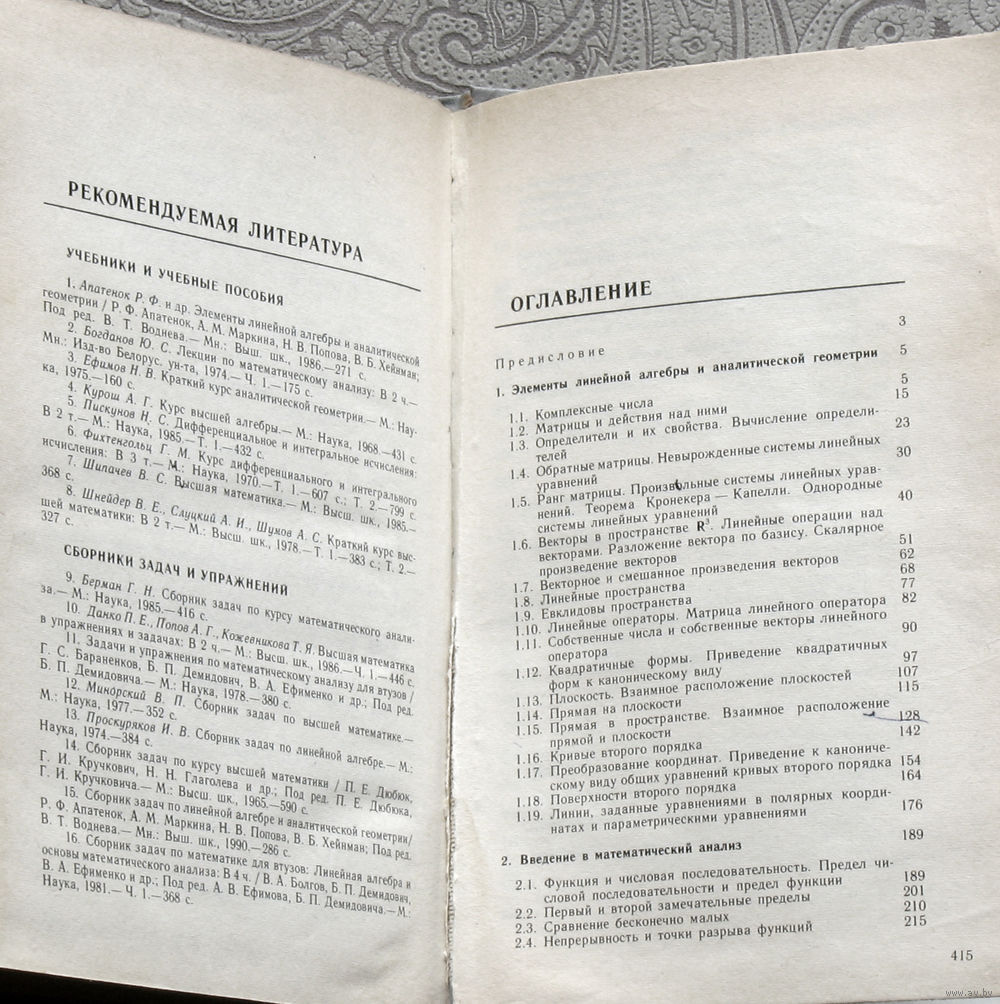 РЕКОМЕНДУЕМАЯ ЛИТЕРАТУРА
УЧЕБНИКИ И УЧЕБНЫЕ ПОСОБИЯ
1. Апатенок Р. Ф. и др. Элементы линейной алгебры и аналитической
геометрии / Р. Ф. Апатенок, А. М. Маркина, Н. В. Попова, В. Б. Хейнман;
Под ред. В. Т. Воднева.— Мн.: Выш. шк., 1986.—271 с.
2. Богданов Ю. С. Лекции по математическому анализу: В 2 ч.—
Мн.: Изд-во Белорус. ун-та, 1974.— Ч. 1.—175 с.
3. Ефимов Н. В. Краткий курс аналитической геометрии.— М.: Нау-
ка, 1975.—160 с.
4. Курош А. Г. Курс высшей алгебры.— М.: Наука, 1968.—431 с.
5. Пискунов Н. С. Дифференциальное и интегральное исчисления:
В 2 т.— М.: Наука, 1985.— Т. 1.—432 с.
6. Фихтенгольц Г. М. Курс дифференциального и интегрального
исчисления: В 3 т.— М.: Наука, 1970.— Т. 1.—607 с.; Т. 2.—799 с.
7. Шипачев В. С. Высшая математика.— М.: Высш. шк., 1985.—
368 с.
8. Шнейдер В. Е., Слуцкий А. И., Шумов А. С. Краткий курс выс-
шей математики: В 2 т.— М.: Высш. шк., 1978.— Т. 1.—383 с.; Т. 2.—
327 с.
СБОРНИКИ ЗАДАЧ И УПРАЖНЕНИЙ
9. Берман Г. Н. Сборник задач по курсу математического анали-
за.— М.: Наука, 1985.—416 с.
10. Данко П. Е., Попов А. Г., Кожевникова Т. Я. Высшая математика
в упражнениях и задачах: В 2 ч.— М.: Высш. шк., 1986.— Ч. 1.—446 с.
11. Задачи и упражнения по математическому анализу для втузов /
Г. С. Бараненков, Б. П. Демидович, В. А. Ефименко и др.; Под ред.
Б. П. Демидовича.— М.: Наука, 1978.—380 с.
12. Минорский В. П. Сборник задач по высшей математике.—
М.: Наука, 1977.—352 с.
13. Проскуряков И. В. Сборник задач по линейной алгебре.— М.:
Наука, 1974.—384 с.
14. Сборник задач по курсу высшей математики / П. Е. Дюбюк,
Г. И. Кручкович, Н. Н. Глаголева и др.; Под ред. П. Е. Дюбюка,
Г. И. Кручковича.— М.: Высш. шк., 1965.—590 с.
15. Сборник задач по линейной алгебре и аналитической геометрии/
Р. Ф. Апатенок, А. М. Маркина, Н. В. Попова, В. Б. Хейнман; Под ред.
В. Т. Воднева.— Мн.: Выш. шк., 1990.—286 с.
16. Сборник задач по математике для втузов: Линейная алгебра и
основы математического анализа: В 4 ч. / В. А. Болгов, Б. П. Демидович,
В. А. Ефименко и др.; Под ред. А. В. Ефимова, Б. П. Демидовича.— М.:
Наука, 1981.— Ч. 1.—368 с.
ОГЛАВЛЕНИЕ
Предисловие 3
1. Элементы линейной алгебры и аналитической геометрии 5
1.1. Комплексные числа 5
1.2. Матрицы и действия над ними 15
1.3. Определители и их свойства. Вычисление определи-
телей 23
1.4. Обратные матрицы. Невырожденные системы линейных
уравнений 30
1.5. Ранг матрицы. Произвольные системы линейных урав-
нений. Теорема Кронекера — Капелли. Однородные
системы линейных уравнений 40
1.6. Векторы в пространстве R³. Линейные операции над
векторами. Разложение вектора по базису. Скалярное
произведение векторов 51
1.7. Векторное и смешанное произведения векторов 62
1.8. Линейные пространства 68
1.9. Евклидовы пространства 77
1.10. Линейные операторы. Матрица линейного оператора 82
1.11. Собственные числа и собственные векторы линейного
оператора 90
1.12. Квадратичные формы. Приведение квадратичных
форм к каноническому виду 97
1.13. Плоскость. Взаимное расположение плоскостей 107
1.14. Прямая на плоскости 115
1.15. Прямая в пространстве. Взаимное расположение
прямой и плоскости 128
1.16. Кривые второго порядка 142
1.17. Преобразование координат. Приведение к канониче-
скому виду общих уравнений кривых второго порядка 154
1.18. Поверхности второго порядка 164
1.19. Линии, заданные уравнениями в полярных коорди-
натах и параметрическими уравнениями 176
2. Введение в математический анализ 189
2.1. Функция и числовая последовательность. Предел чи-
словой последовательности и предел функции 189
2.2. Первый и второй замечательные пределы 201
2.3. Сравнение бесконечно малых 210
2.4. Непрерывность и точки разрыва функций 215
415
www.ay.by